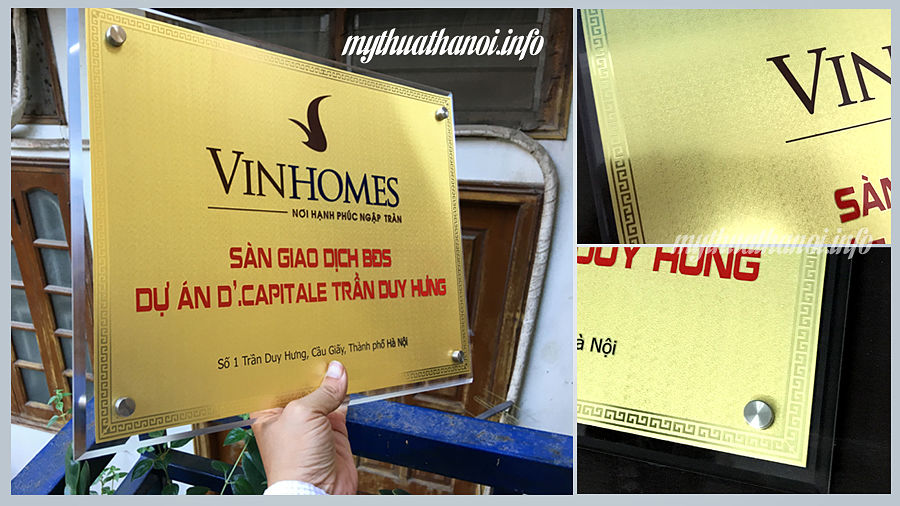 mythuathanoi.info
VINHOMES
NƠI HẠNH PHÚC NGẬP TRÀN
SÀN GIAO DỊCH BĐS
DỰ ÁN D'.CAPITALE TRẦN DUY HƯNG
Số 1 Trần Duy Hưng, Cầu Giấy, Thành phố Hà Nội
VIN
SÀN
mythuathanoi.info
DUY HƯNG
à Nội